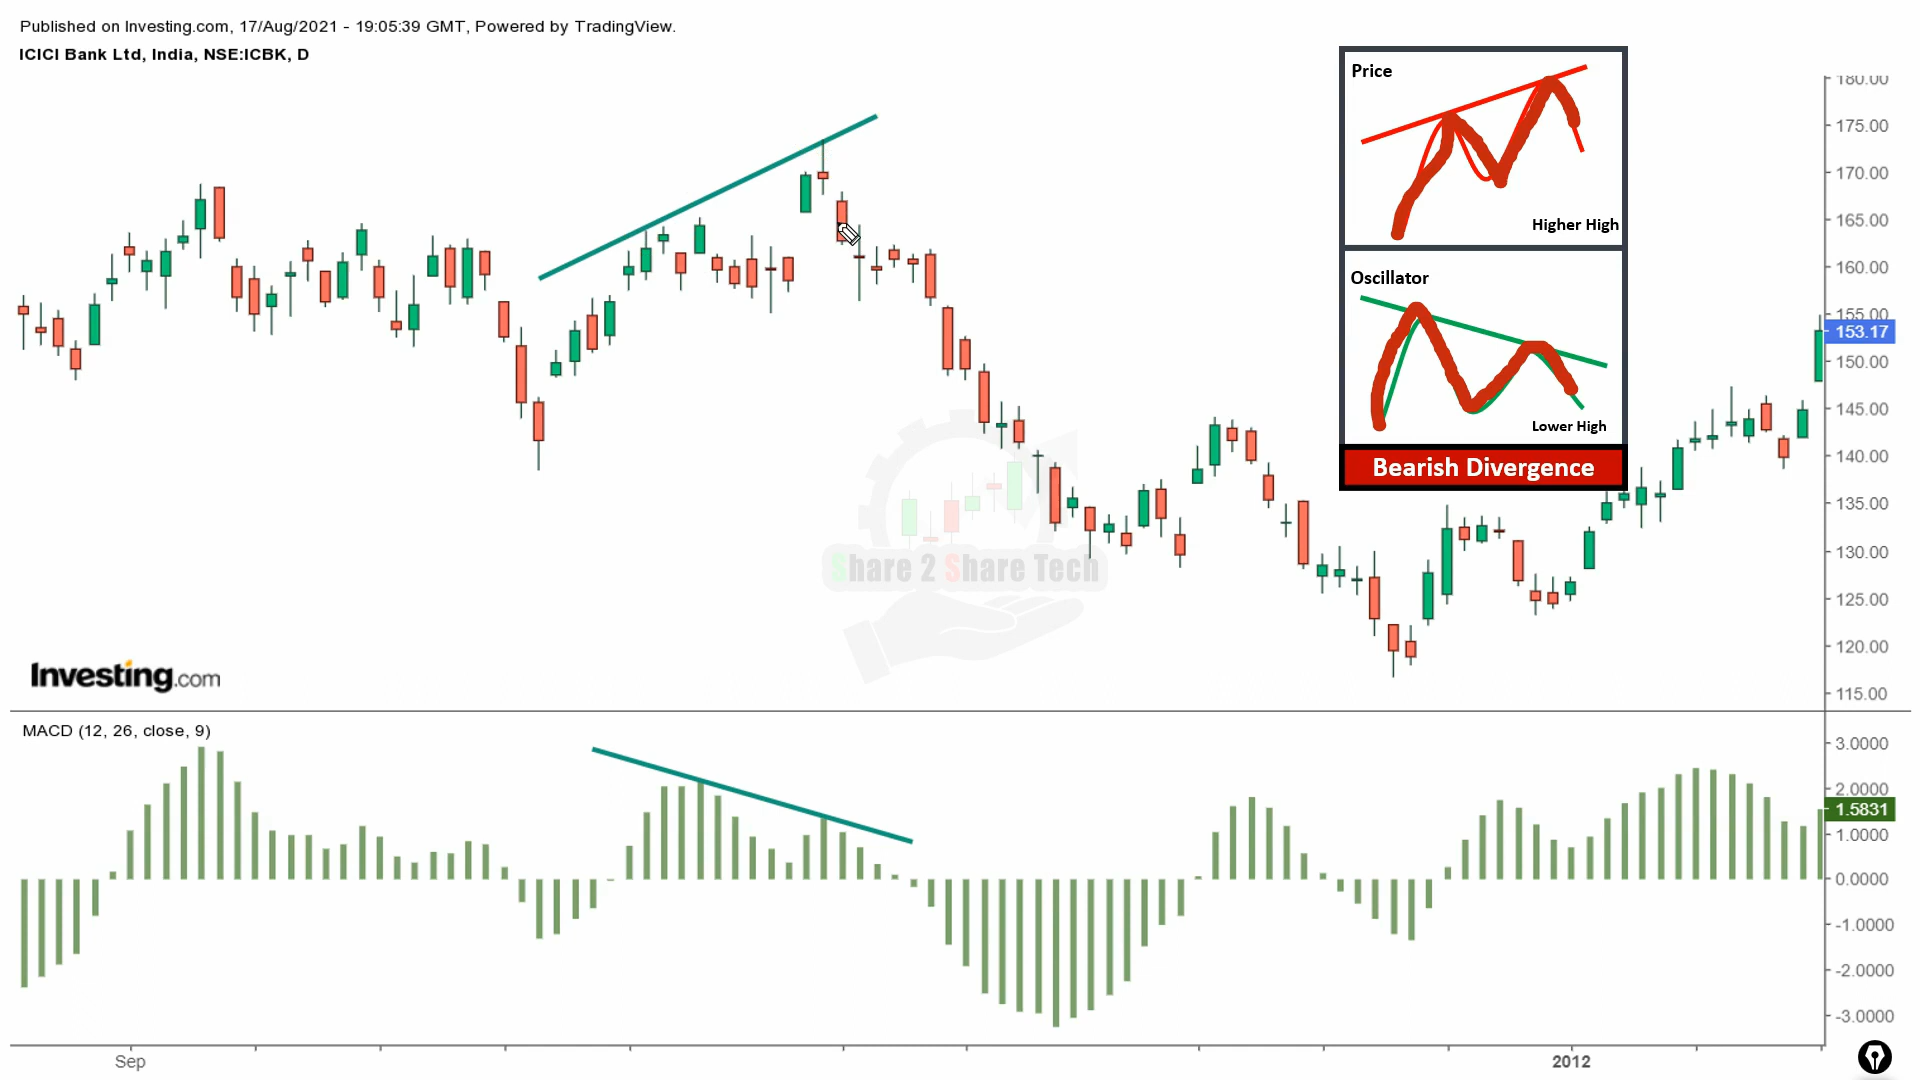 Published on Investing.com, 17/Aug/2021 - 19:05:39 GMT, Powered by TradingView.
ICICI Bank Ltd, India, NSE:ICBK, D
Price
Higher High
Oscillator
Lower High
Bearish Divergence
180.00
175.00
170.00
165.00
160.00
155.00
153.17
150.00
145.00
140.00
135.00
130.00
125.00
120.00
115.00
Share 2 Share Tech
Investing.com
MACD (12, 26, close, 9)
3.0000
2.0000
1.5831
1.0000
0.0000
-1.0000
-2.0000
-3.0000
Sep
2012